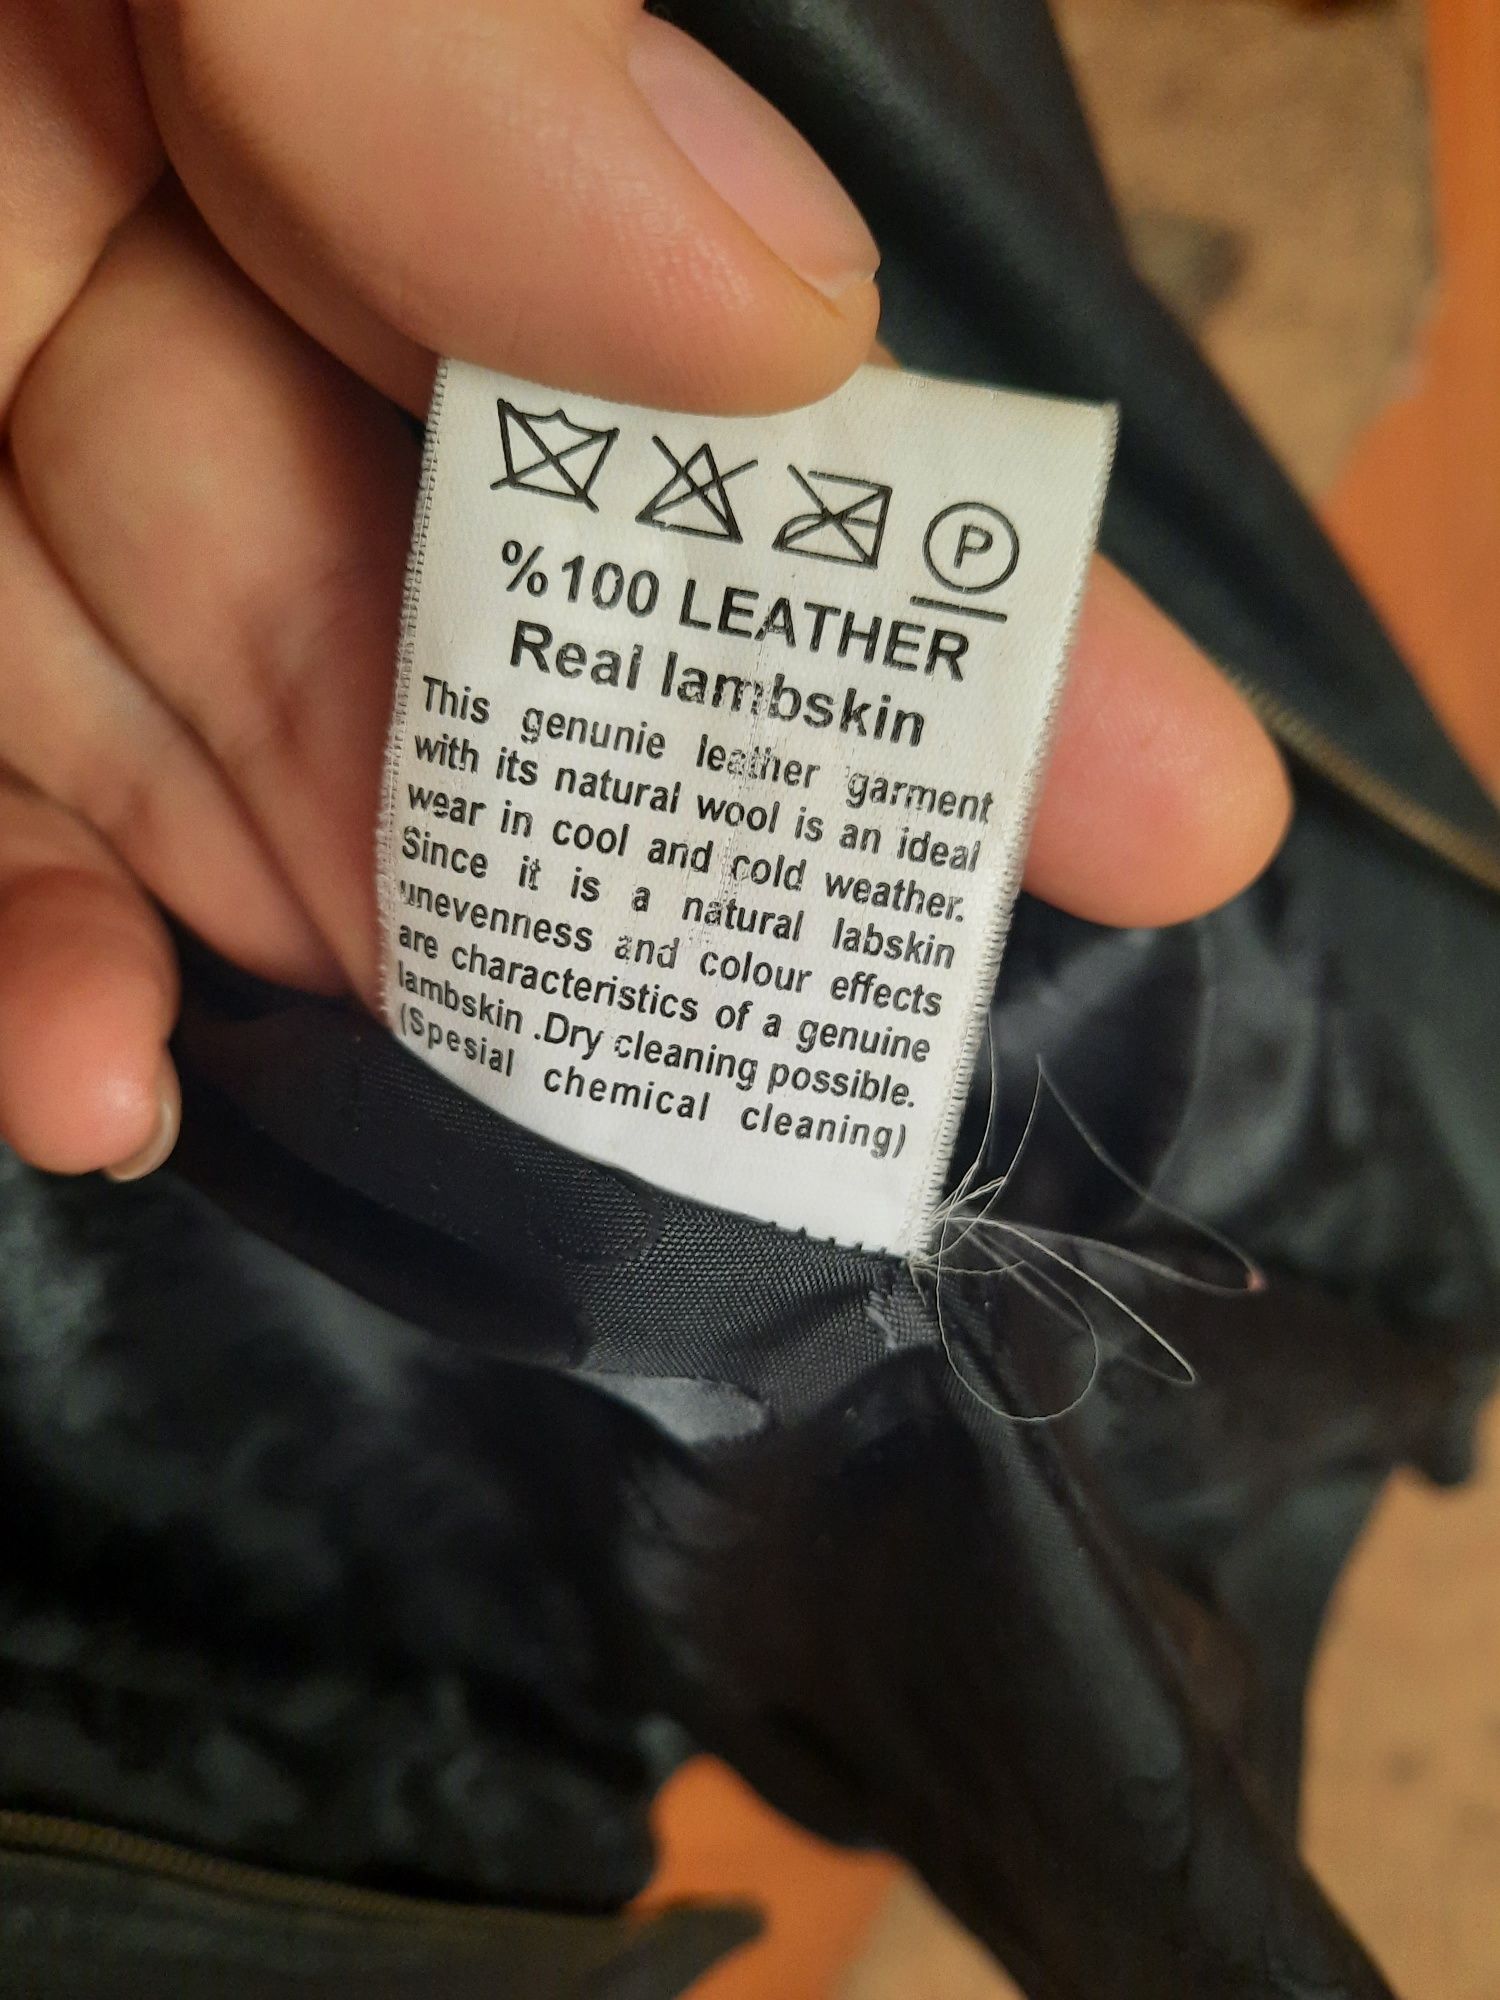 P
%100 LEATHER
Real lambskin
This genunie leather garment
with its natural wool is an ideal
wear in cool and cold weather.
Since it is a natural labskin
unevenness and colour effects
are characteristics of a genuine
lambskin .Dry cleaning possible.
(Spesial chemical cleaning)